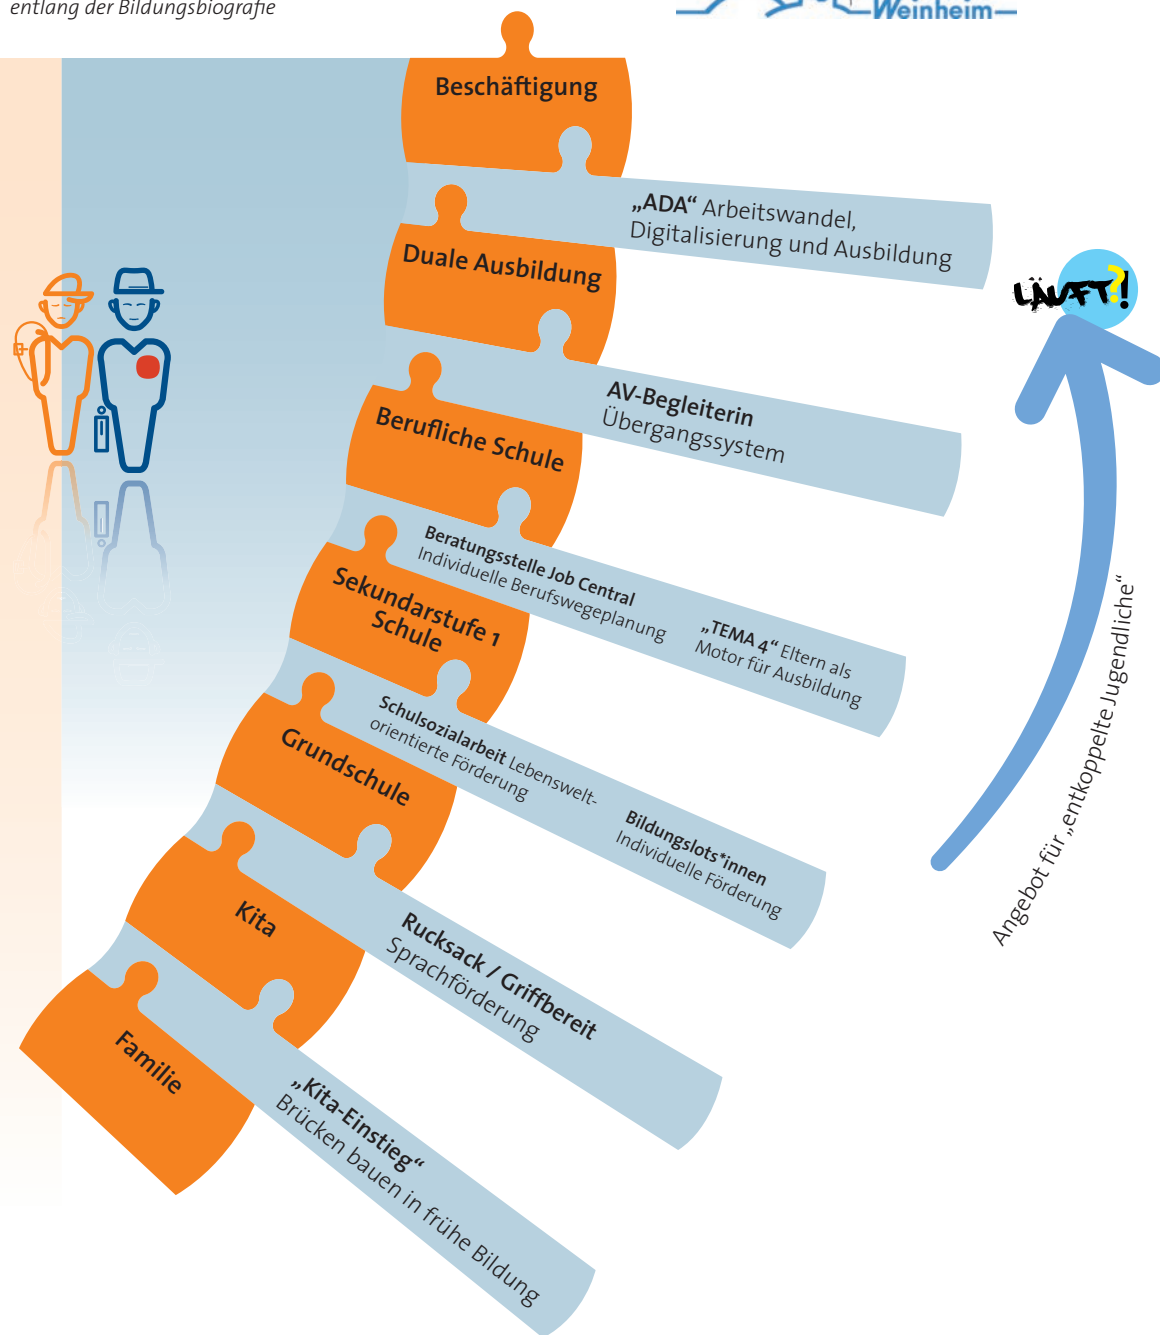 entlang der Bildungsbiografie
Weinheim
Beschäftigung
„ADA“ Arbeitswandel,
Digitalisierung und Ausbildung
Duale Ausbildung
LÄUFT?!
AV-Begleiterin
Übergangssystem
Berufliche Schule
Beratungsstelle Job Central
Individuelle Berufswegeplanung
„TEMA 4“ Eltern als
Motor für Ausbildung
Sekundarstufe 1
Schule
Schulsozialarbeit Lebenswelt-
orientierte Förderung
Bildungslots*innen
Individuelle Förderung
Grundschule
Angebot für „entkoppelte Jugendliche“
Rucksack / Griffbereit
Sprachförderung
Kita
„Kita-Einstieg“
Brücken bauen in frühe Bildung
Familie